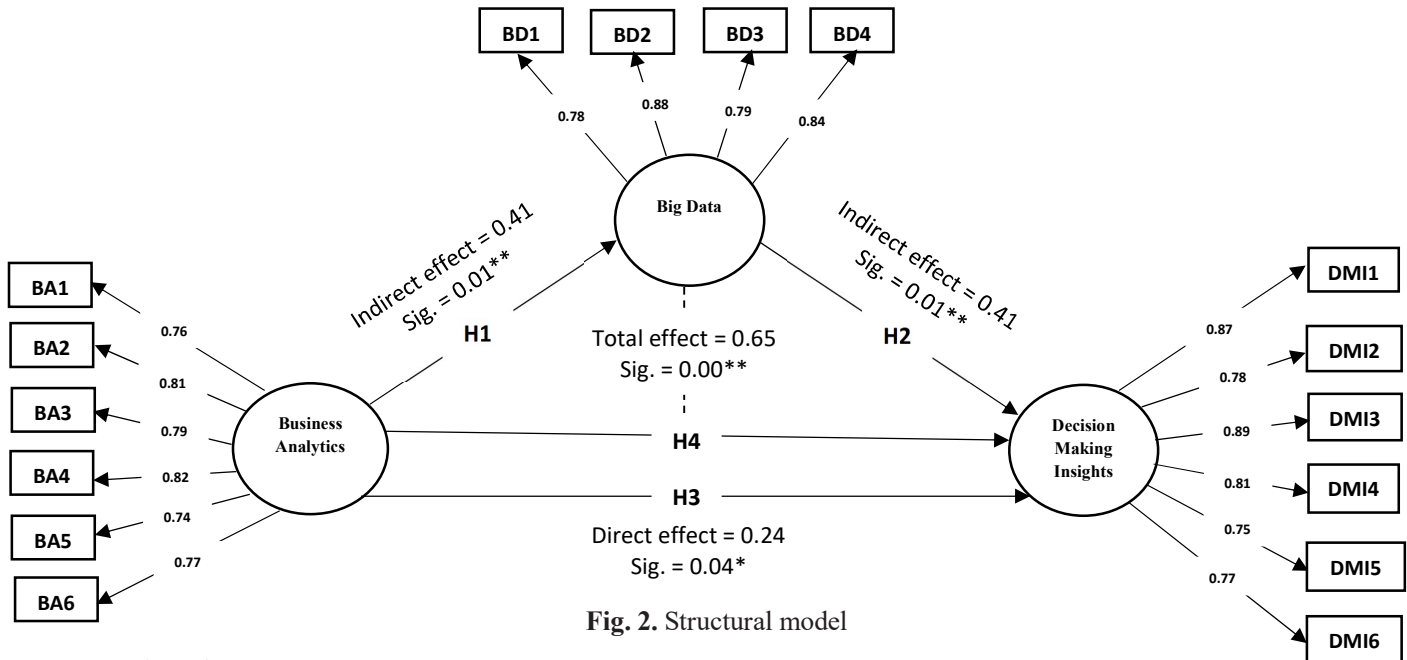 BD1
BD2
BD3
BD4
0.78
0.88
0.79
0.84
Big Data
Indirect effect = 0.41
Sig. = 0.01**
H1
Indirect effect = 0.41
Sig. = 0.01**
H2
Total effect = 0.65
Sig. = 0.00**
BA1
BA2
BA3
BA4
BA5
BA6
0.76
0.81
0.79
0.82
0.74
0.77
Business
Analytics
H4
H3
Direct effect = 0.24
Sig. = 0.04*
Decision
Making
Insights
0.87
0.78
0.89
0.81
0.75
0.77
DMI1
DMI2
DMI3
DMI4
DMI5
DMI6
Fig. 2. Structural model